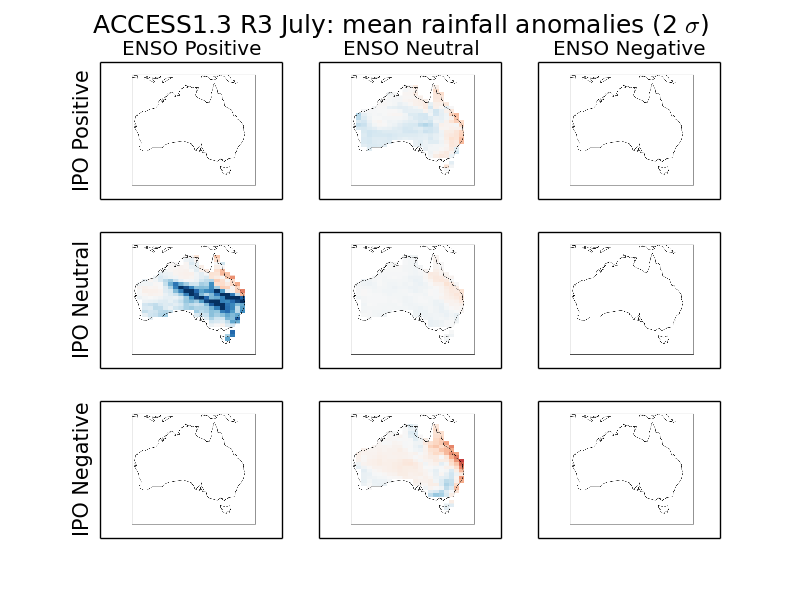 ACCESS1.3 R3 July: mean rainfall anomalies (2 σ)
ENSO Positive
ENSO Neutral
ENSO Negative
IPO Positive
IPO Neutral
IPO Negative